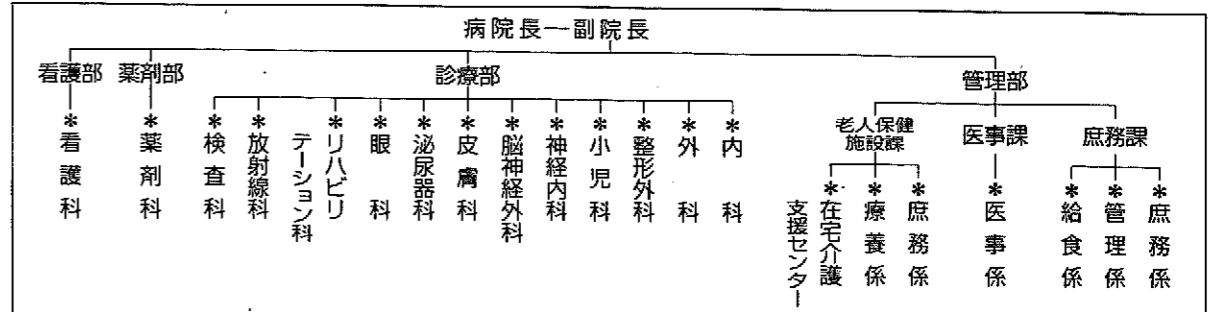 病院長―副院長
看護部 薬剤部 診療部 管理部
老人保健施設課 医事課 庶務課
*看護科
*薬剤科
*検査科
*放射線科
*リハビリテーション科
*眼科
*泌尿器科
*皮膚科
*脳神経外科
*神経内科
*小児科
*整形外科
*外科
*内科
*在宅介護支援センター
*療養係
*庶務係
*医事係
*給食係
*管理係
*庶務係